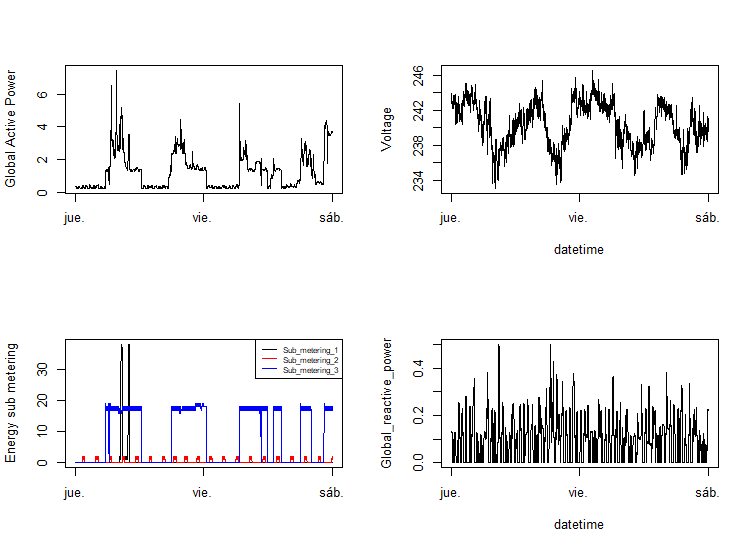 Global Active Power
0 2 4 6
jue. vie. sáb.
Voltage
234 238 242 246
jue. vie. sáb.
datetime
Energy sub metering
0 10 20 30
Sub_metering_1
Sub_metering_2
Sub_metering_3
jue. vie. sáb.
Global_reactive_power
0.0 0.2 0.4
jue. vie. sáb.
datetime